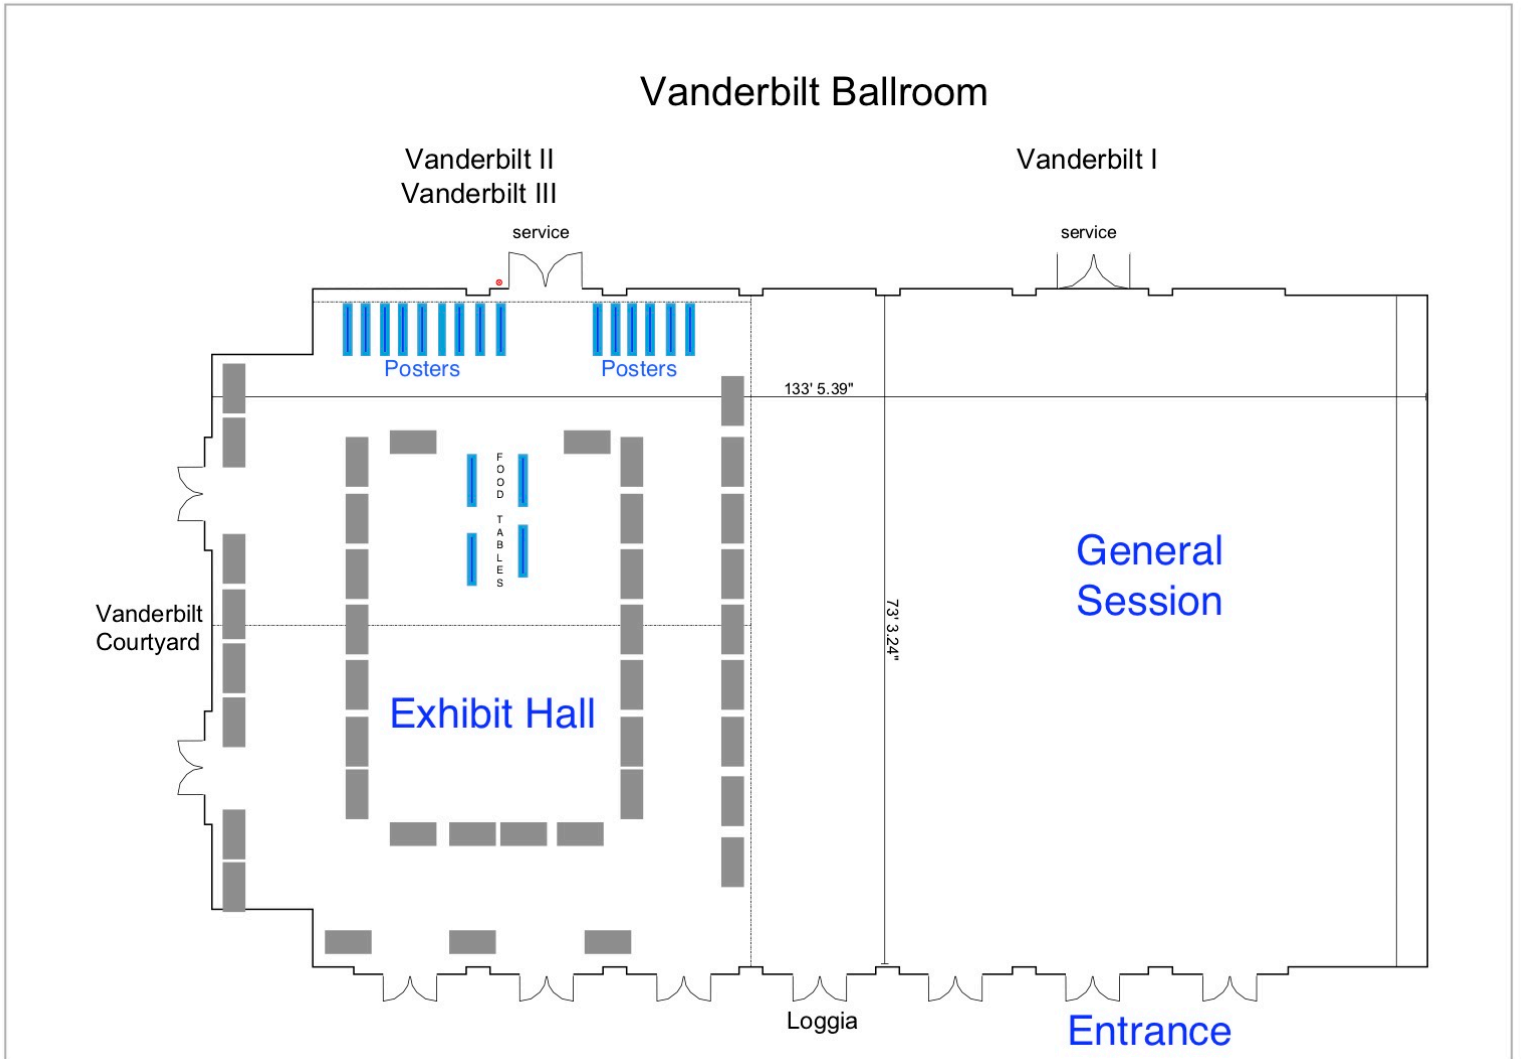 Vanderbilt Ballroom
Vanderbilt II
Vanderbilt III
Vanderbilt I
service
service
Posters
Posters
133' 5.39"
FOOD TABLES
General
Session
73' 3.24"
Vanderbilt
Courtyard
Exhibit Hall
Loggia
Entrance